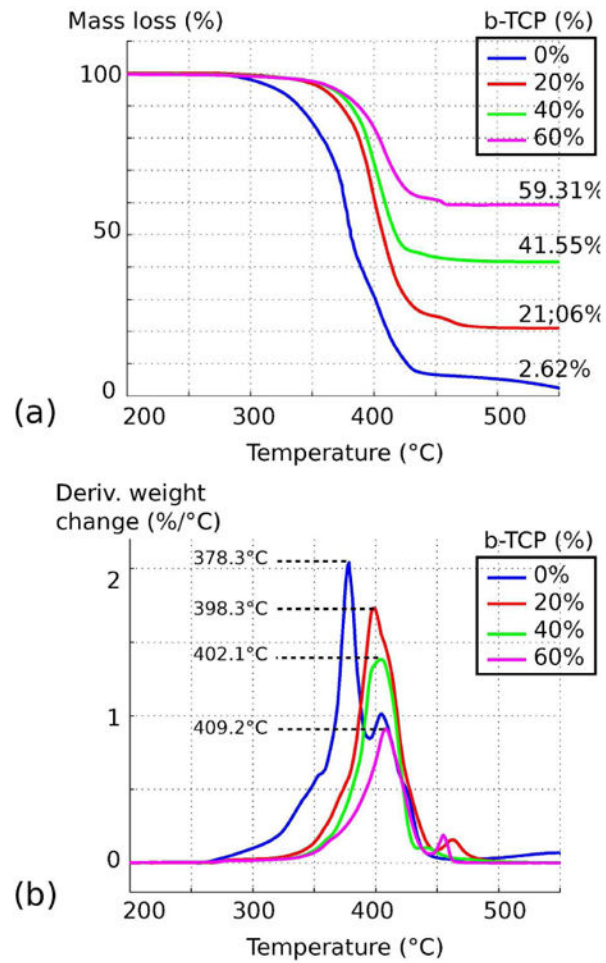 Mass loss (%)
b-TCP (%)
0%
20%
40%
60%
100
50
0
59.31%
41.55%
21;06%
2.62%
200
300
400
500
(a)
Temperature (°C)
Deriv. weight
change (%/°C)
b-TCP (%)
0%
20%
40%
60%
378.3°C
398.3°C
402.1°C
409.2°C
2
1
0
200
300
400
500
(b)
Temperature (°C)